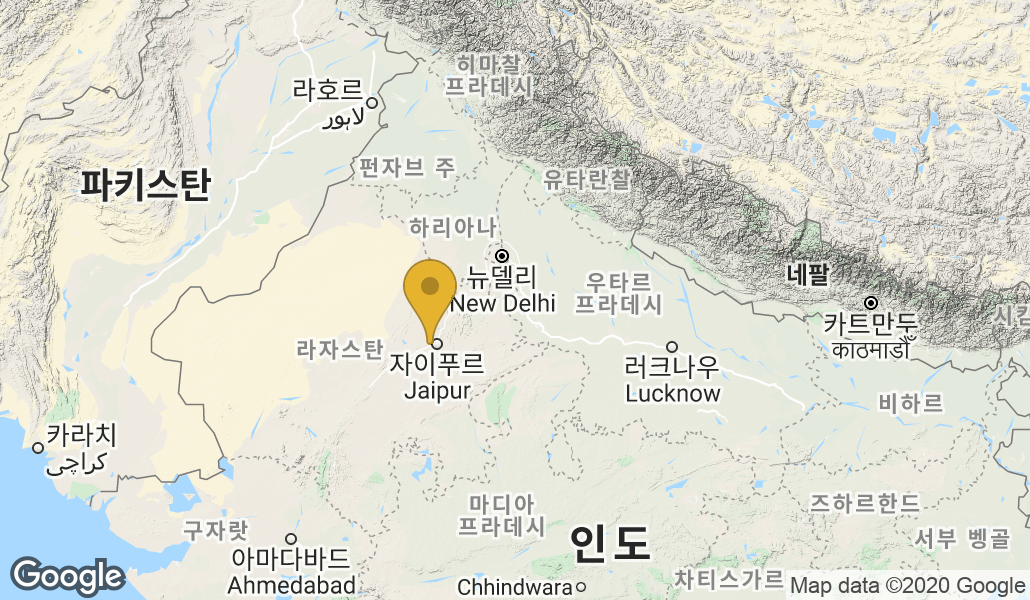 히마찰
프라데시
라호르
لاہور
펀자브 주
파키스탄
유타란찰
하리아나
뉴델리
New Delhi
우타르
프라데시
네팔
카트만두
काठमाडौँ
시킴
라자스탄
자이푸르
Jaipur
러크나우
Lucknow
비하르
카라치
کراچی
마디아
프라데시
즈하르한드
구자랏
인도
서부 벵골
아마다바드
Ahmedabad
Chhindwara
차티스가르
Google
Map data ©2020 Google